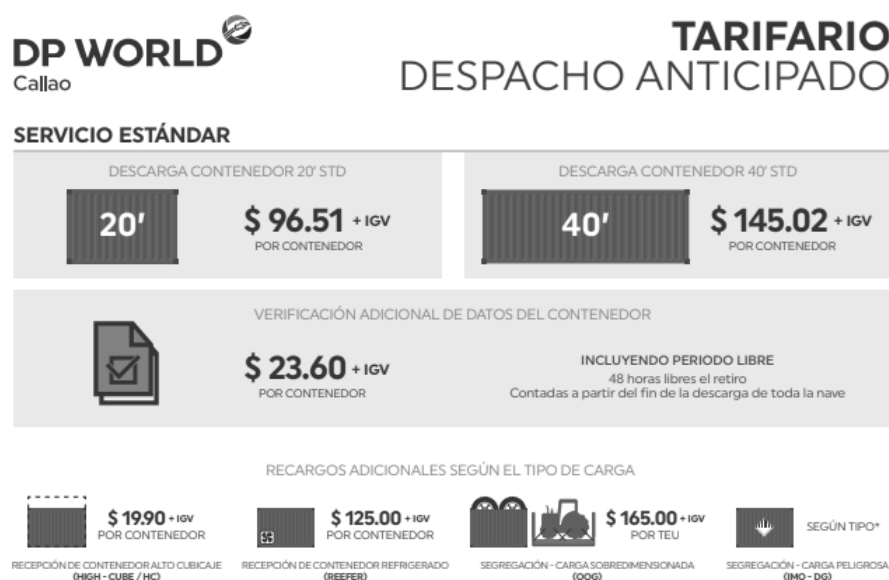 DP WORLD
Callao
TARIFARIO
DESPACHO ANTICIPADO
SERVICIO ESTÁNDAR
DESCARGA CONTENEDOR 20' STD
20'
$ 96.51 + IGV
POR CONTENEDOR
DESCARGA CONTENEDOR 40' STD
40'
$ 145.02 + IGV
POR CONTENEDOR
VERIFICACIÓN ADICIONAL DE DATOS DEL CONTENEDOR
$ 23.60 + IGV
POR CONTENEDOR
INCLUYENDO PERIODO LIBRE
48 horas libres el retiro
Contadas a partir del fin de la descarga de toda la nave
RECARGOS ADICIONALES SEGÚN EL TIPO DE CARGA
$ 19.90 + IGV
POR CONTENEDOR
RECEPCIÓN DE CONTENEDOR ALTO CUBICAJE
(HIGH - CUBE / HC)
$ 125.00 + IGV
POR CONTENEDOR
RECEPCIÓN DE CONTENEDOR REFRIGERADO
(REEFER)
$ 165.00 + IGV
POR TEU
SEGREGACIÓN - CARGA SOBREDIMENSIONADA
(OOG)
SEGÚN TIPO*
SEGREGACIÓN - CARGA PELIGROSA
(IMO - DG)